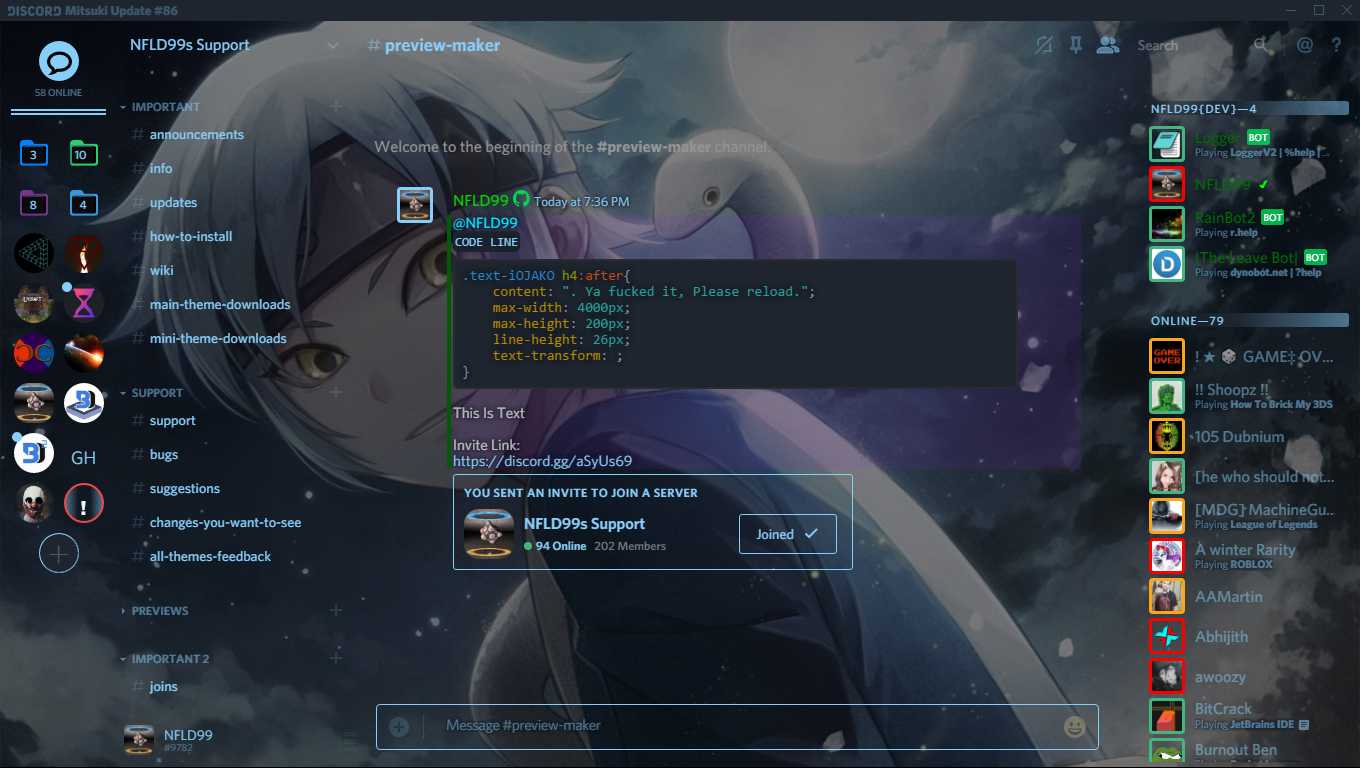 DISCORD Mitsuki Update #86
NFLD99s Support
# preview-maker
Search
@ ?
58 ONLINE
3
10
8
4
GH
!
IMPORTANT
# announcements
# info
# updates
# how-to-install
# wiki
# main-theme-downloads
# mini-theme-downloads
SUPPORT
# support
# bugs
# suggestions
# changes-you-want-to-see
# all-themes-feedback
PREVIEWS
IMPORTANT 2
# joins
NFLD99
#9782
Welcome to the beginning of the #preview-maker channel.
NFLD99 Today at 7:36 PM
@NFLD99
CODE LINE
.text-iOJAKO h4:after{
content: ". Ya fucked it, Please reload.";
max-width: 4000px;
max-height: 200px;
line-height: 26px;
text-transform: ;
}
This Is Text
Invite Link:
https://discord.gg/aSyUs69
YOU SENT AN INVITE TO JOIN A SERVER
NFLD99s Support
94 Online 202 Members
Joined
Message #preview-maker
NFLD99{DEV}—4
Logger BOT
Playing LoggerV2 | %help | ...
NFLD99
RainBot2 BOT
Playing r.help
|The Leave Bot| BOT
Playing dynobot.net | ?help
ONLINE—79
GAME OVER
! ★ 🎲 GAME OV...
!! Shoopz !!
Playing How To Brick My 3DS
105 Dubnium
[he who should not...
[MDG] MachineGu...
Playing League of Legends
A winter Rarity
Playing ROBLOX
AAMartin
Abhijith
awoozy
BitCrack
Playing JetBrains IDE
Burnout Ben